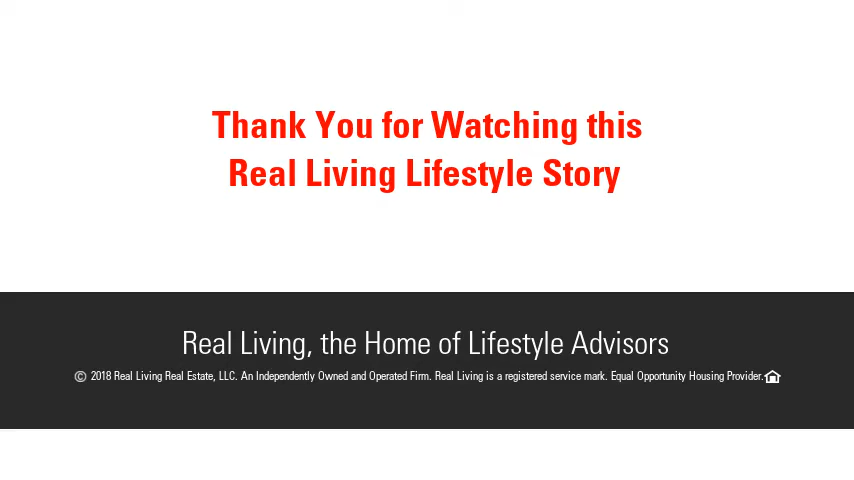 Thank You for Watching this
Real Living Lifestyle Story
Real Living, the Home of Lifestyle Advisors
© 2018 Real Living Real Estate, LLC. An Independently Owned and Operated Firm. Real Living is a registered service mark. Equal Opportunity Housing Provider.